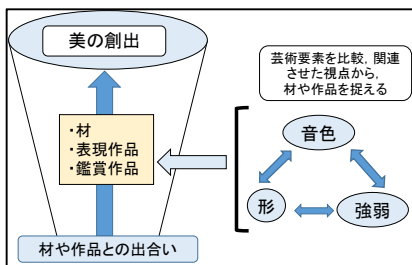 美の創出
芸術要素を比較，関連
させた視点から，
材や作品を捉える
・材
・表現作品
・鑑賞作品
音色
形
強弱
材や作品との出合い